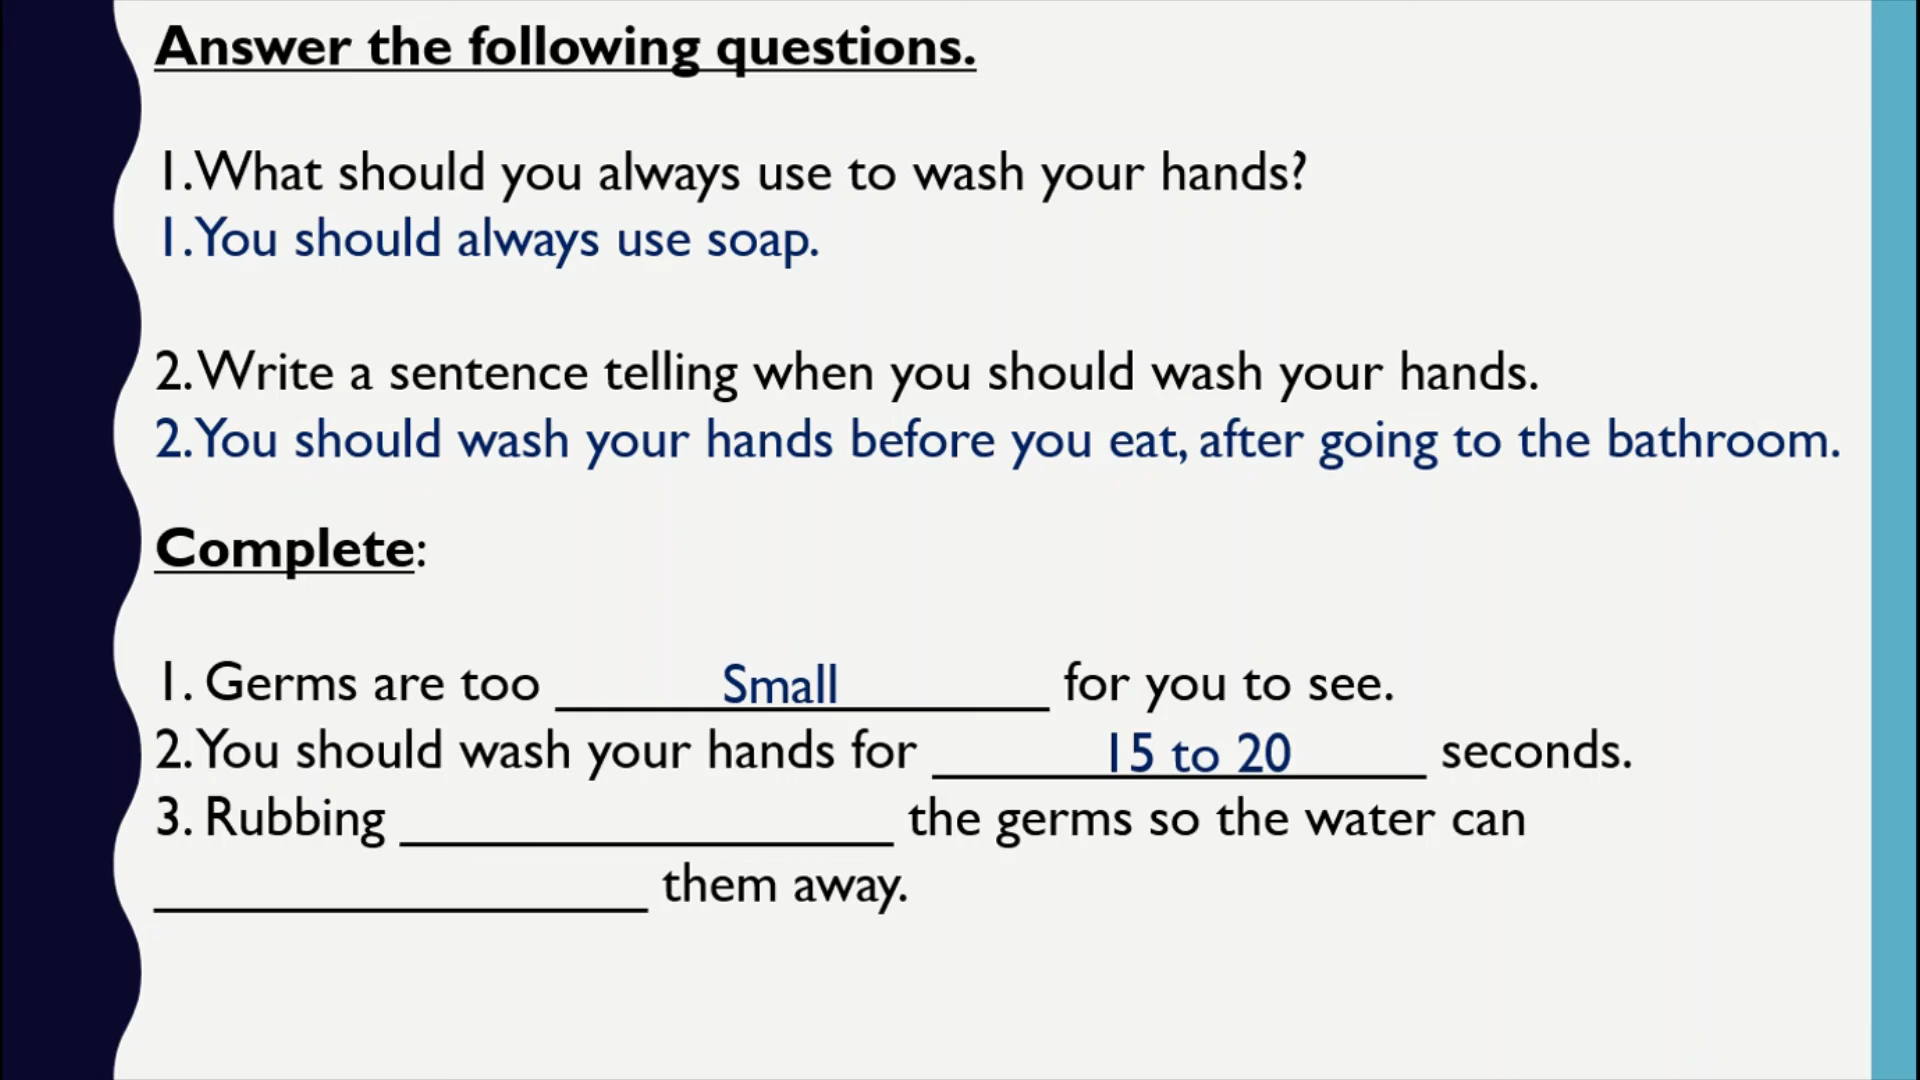 Answer the following questions.
1. What should you always use to wash your hands?
1. You should always use soap.
2. Write a sentence telling when you should wash your hands.
2. You should wash your hands before you eat, after going to the bathroom.
Complete:
1. Germs are too Small for you to see.
2. You should wash your hands for 15 to 20 seconds.
3. Rubbing ____________________ the germs so the water can
____________________ them away.